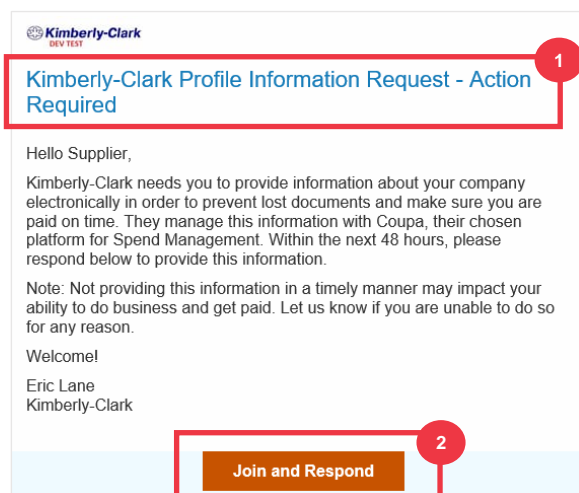 Kimberly-Clark
DEV TEST
1
Kimberly-Clark Profile Information Request - Action
Required
Hello Supplier,
Kimberly-Clark needs you to provide information about your company
electronically in order to prevent lost documents and make sure you are
paid on time. They manage this information with Coupa, their chosen
platform for Spend Management. Within the next 48 hours, please
respond below to provide this information.
Note: Not providing this information in a timely manner may impact your
ability to do business and get paid. Let us know if you are unable to do so
for any reason.
Welcome!
Eric Lane
Kimberly-Clark
2
Join and Respond